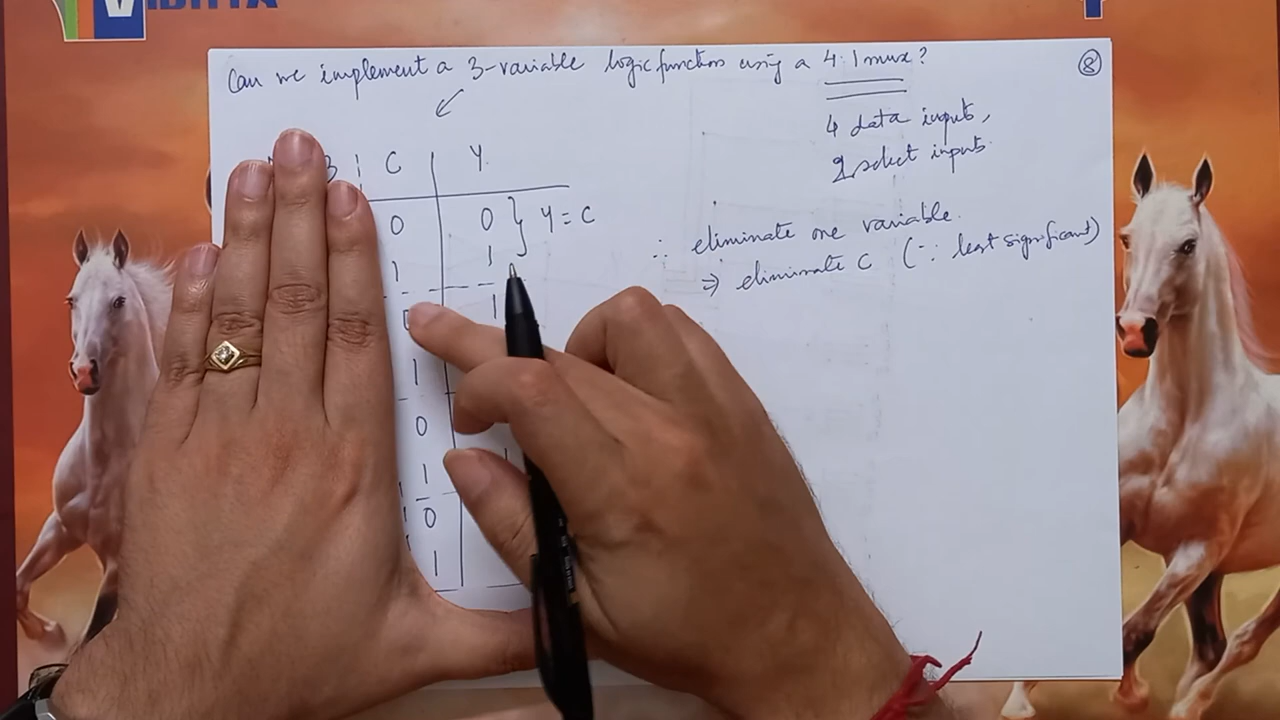 Can we implement a 3-variable logic function using a 4:1 mux?
8
4 data inputs,
2 select inputs
B C Y
0 0 } Y = C
1 1
0 1
1
0
1
0
1
∴ eliminate one variable.
⇒ eliminate C (∵ least significant)